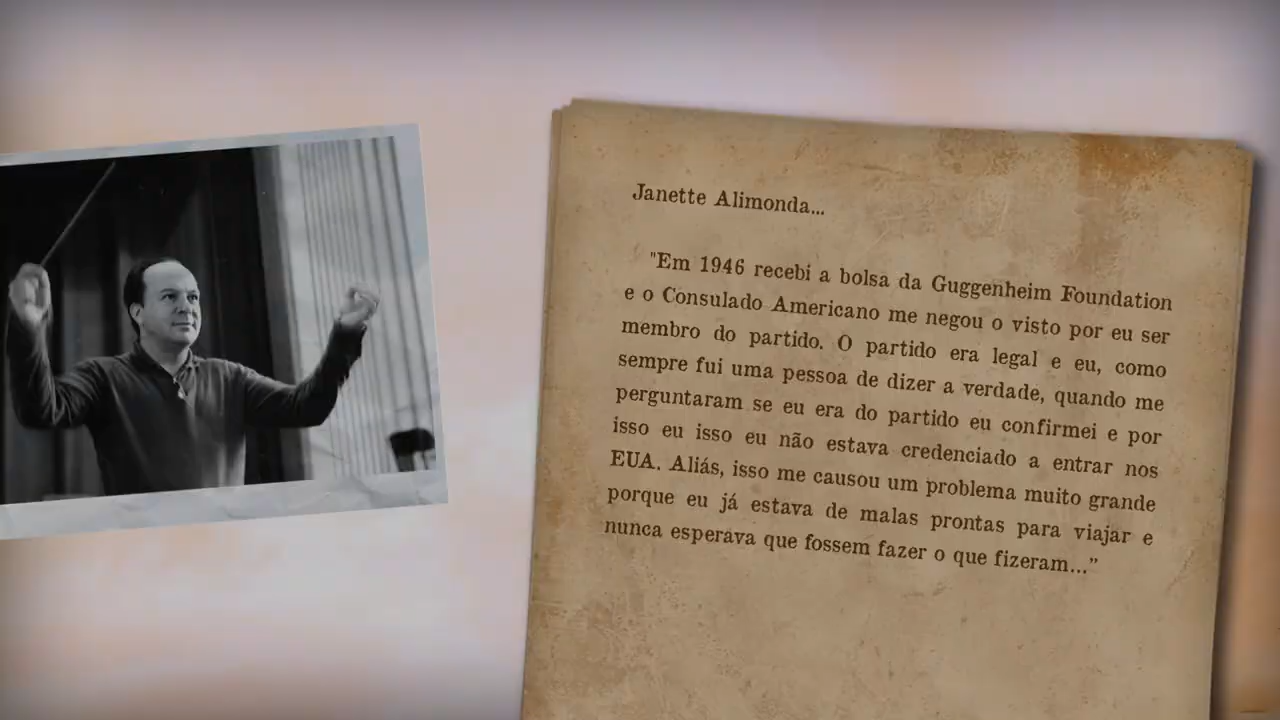 Janette Alimonda...
"Em 1946 recebi a bolsa da Guggenheim Foundation
e o Consulado Americano me negou o visto por eu ser
membro do partido. O partido era legal e eu, como
sempre fui uma pessoa de dizer a verdade, quando me
perguntaram se eu era do partido eu confirmei e por
isso eu isso eu não estava credenciado a entrar nos
EUA. Aliás, isso me causou um problema muito grande
porque eu já estava de malas prontas para viajar e
nunca esperava que fossem fazer o que fizeram..."